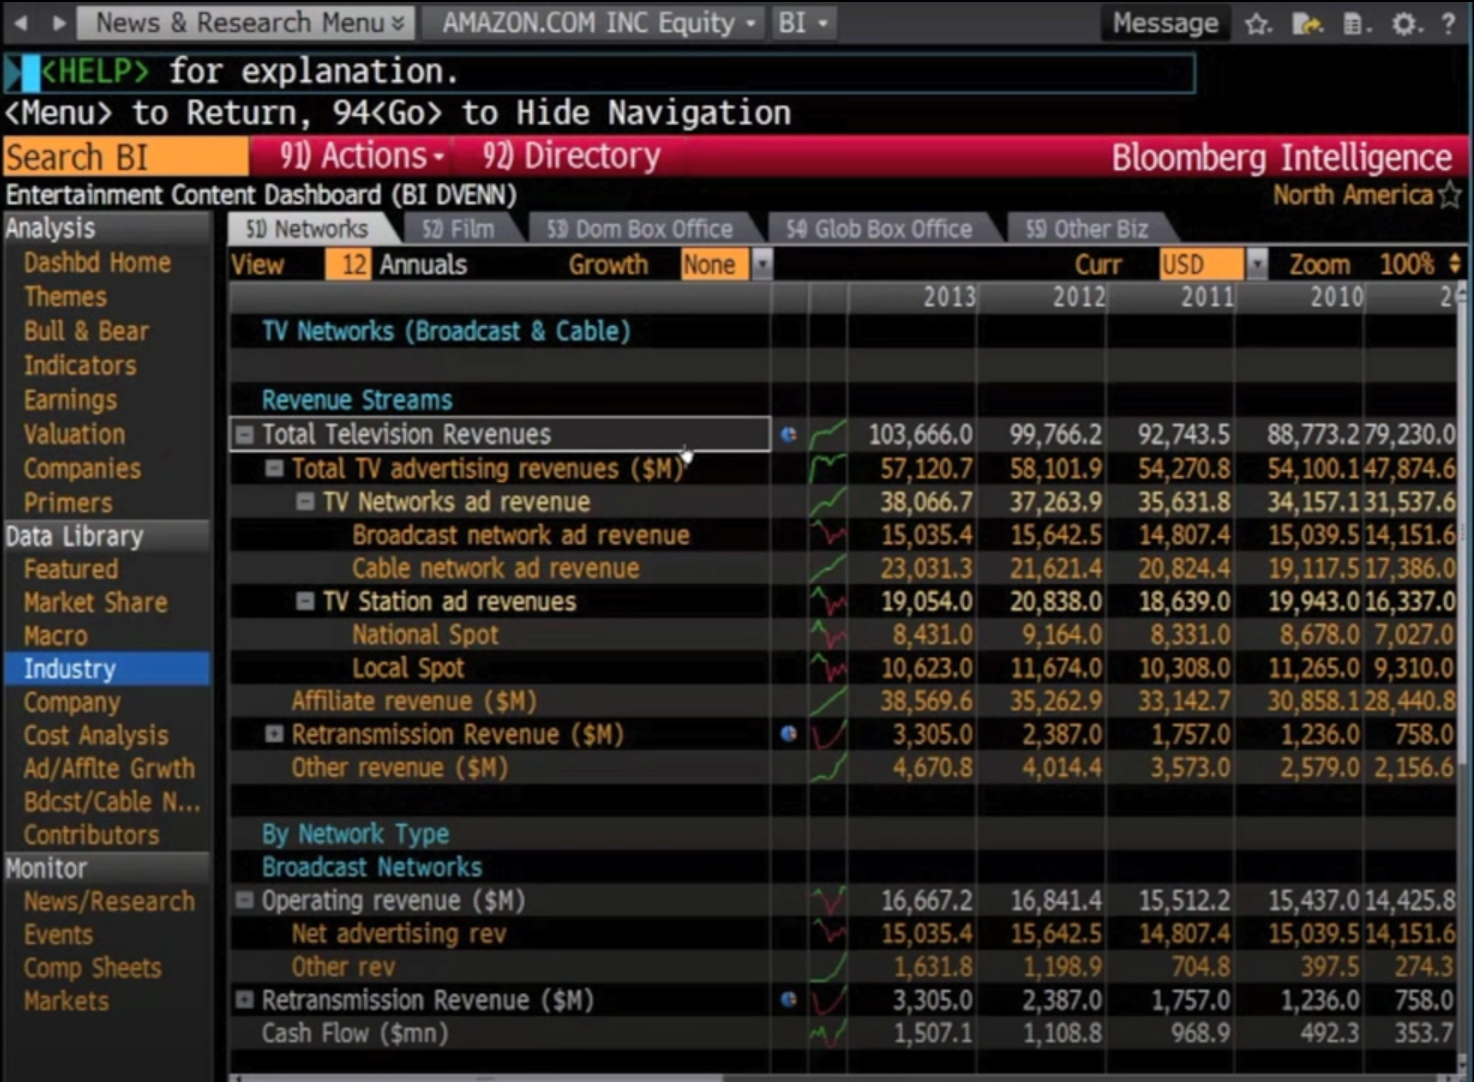 News & Research Menu AMAZON.COM INC Equity BI Message ?
<HELP> for explanation.
<Menu> to Return, 94<Go> to Hide Navigation
Search BI 91) Actions 92) Directory Bloomberg Intelligence
Entertainment Content Dashboard (BI DVENN) North America
Analysis 51) Networks 52) Film 53) Dom Box Office 54) Glob Box Office 55) Other Biz
Dashbd Home View 12 Annuals Growth None Curr USD Zoom 100%
Themes 2013 2012 2011 2010 20
Bull & Bear TV Networks (Broadcast & Cable)
Indicators
Earnings Revenue Streams
Valuation Total Television Revenues 103,666.0 99,766.2 92,743.5 88,773.2 79,230.0
Companies Total TV advertising revenues ($M) 57,120.7 58,101.9 54,270.8 54,100.1 47,874.6
Primers TV Networks ad revenue 38,066.7 37,263.9 35,631.8 34,157.1 31,537.6
Data Library Broadcast network ad revenue 15,035.4 15,642.5 14,807.4 15,039.5 14,151.6
Featured Cable network ad revenue 23,031.3 21,621.4 20,824.4 19,117.5 17,386.0
Market Share TV Station ad revenues 19,054.0 20,838.0 18,639.0 19,943.0 16,337.0
Macro National Spot 8,431.0 9,164.0 8,331.0 8,678.0 7,027.0
Industry Local Spot 10,623.0 11,674.0 10,308.0 11,265.0 9,310.0
Company Affiliate revenue ($M) 38,569.6 35,262.9 33,142.7 30,858.1 28,440.8
Cost Analysis Retransmission Revenue ($M) 3,305.0 2,387.0 1,757.0 1,236.0 758.0
Ad/Afflte Grwth Other revenue ($M) 4,670.8 4,014.4 3,573.0 2,579.0 2,156.6
Bdcst/Cable N...
Contributors By Network Type
Monitor Broadcast Networks
News/Research Operating revenue ($M) 16,667.2 16,841.4 15,512.2 15,437.0 14,425.8
Events Net advertising rev 15,035.4 15,642.5 14,807.4 15,039.5 14,151.6
Comp Sheets Other rev 1,631.8 1,198.9 704.8 397.5 274.3
Markets Retransmission Revenue ($M) 3,305.0 2,387.0 1,757.0 1,236.0 758.0
Cash Flow ($mn) 1,507.1 1,108.8 968.9 492.3 353.7